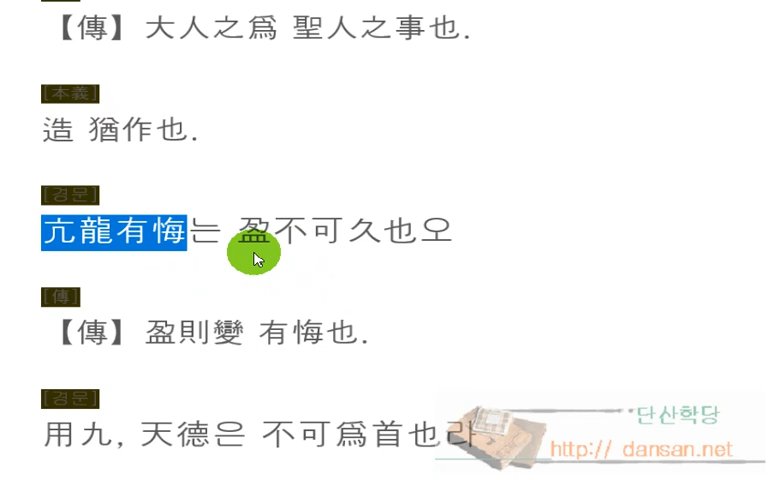 【傳】 大人之爲 聖人之事也.
[本義]
造 猶作也.
[경문]
亢龍有悔는 盈不可久也오
[傳]
【傳】 盈則變 有悔也.
[경문]
用九, 天德은 不可爲首也라
단산학당
http:// dansan.net